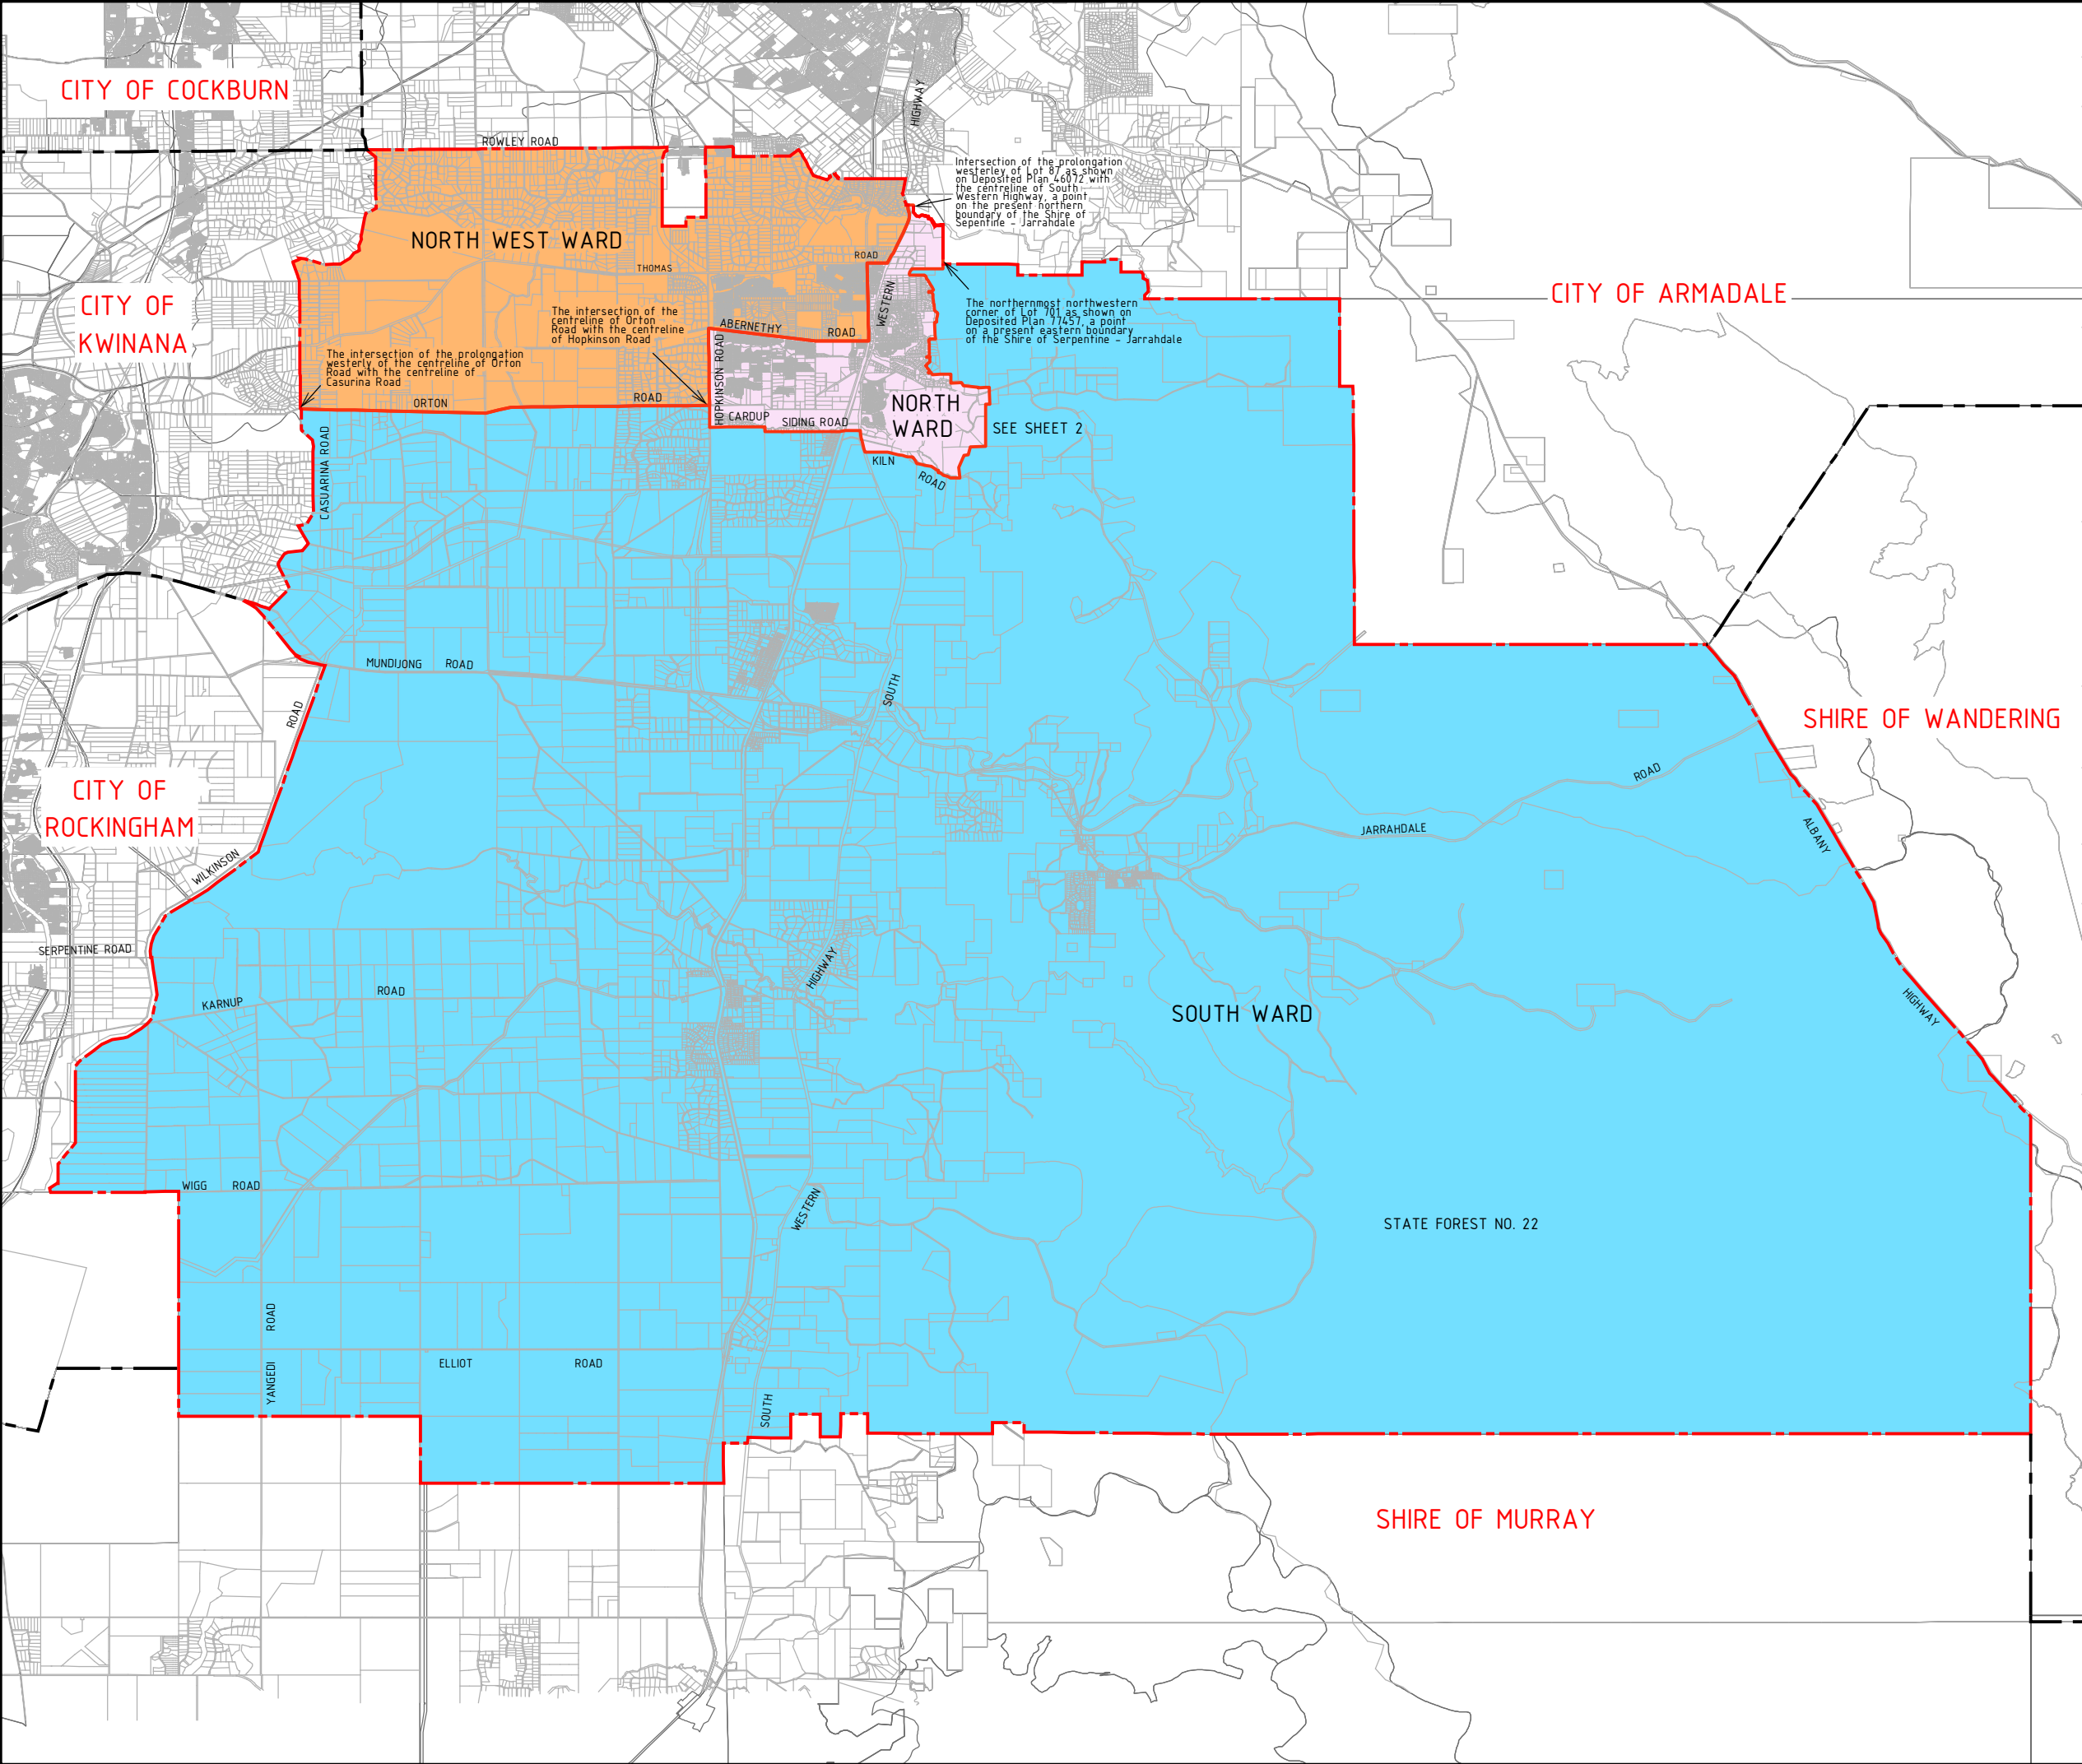 CITY OF COCKBURN
HIGHWAY
ROWLEY ROAD
Intersection of the prolongation
westerley of Lot 87 as shown
on Deposited Plan 46072 with
the centreline of South
Western Highway, a point
on the present northern
boundary of the Shire of
Sepentine - Jarrahdale
NORTH WEST WARD
ROAD
THOMAS
CITY OF
KWINANA
CITY OF ARMADALE
The northernmost northwestern
corner of Lot 701 as shown on
Deposited Plan 77457, a point
on a present eastern boundary
of the Shire of Serpentine - Jarrahdale
The intersection of the
centreline of Orton
Road with the centreline
of Hopkinson Road
WESTERN
ABERNETHY
ROAD
The intersection of the prolongation
westerly of the centreline of Orton
Road with the centreline of
Casurina Road
HOPKINSON ROAD
ORTON
ROAD
NORTH
WARD
CARDUP
SIDING ROAD
SEE SHEET 2
CASUARINA ROAD
KILN
ROAD
MUNDIJONG
ROAD
SOUTH
ROAD
SHIRE OF WANDERING
ROAD
CITY OF
ROCKINGHAM
JARRAHDALE
ALBANY
WILKINSON
SERPENTINE ROAD
HIGHWAY
KARNUP
ROAD
SOUTH WARD
HIGHWAY
WIGG
ROAD
WESTERN
STATE FOREST NO. 22
ROAD
YANGEDI
ELLIOT
ROAD
SOUTH
SHIRE OF MURRAY